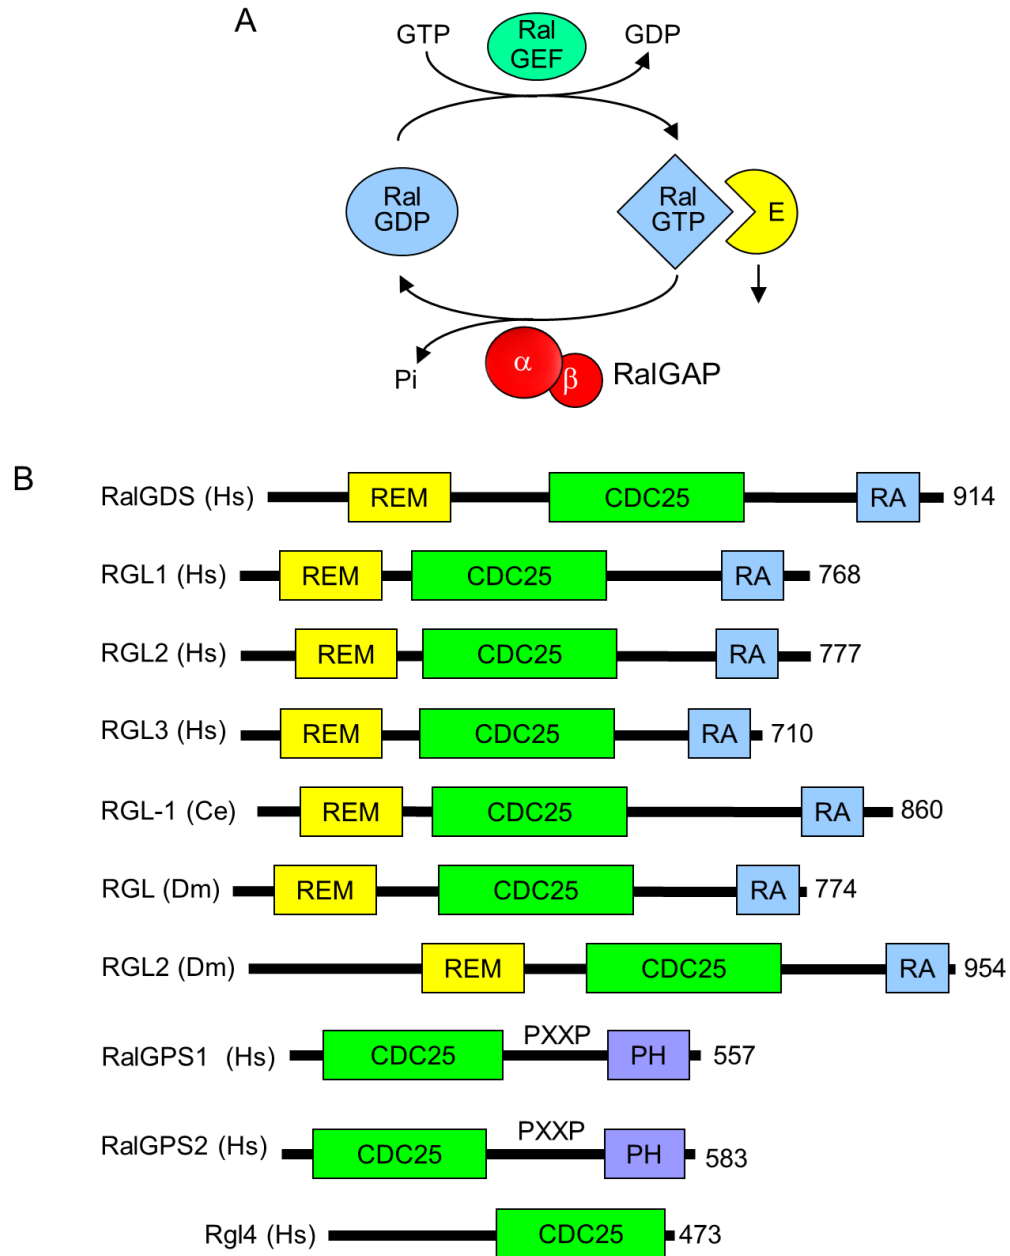 A
GTP
Ral
GEF
GDP
Ral
GDP
Ral
GTP
E
Pi
α
β
RalGAP
B
RalGDS (Hs) REM CDC25 RA 914
RGL1 (Hs) REM CDC25 RA 768
RGL2 (Hs) REM CDC25 RA 777
RGL3 (Hs) REM CDC25 RA 710
RGL-1 (Ce) REM CDC25 RA 860
RGL (Dm) REM CDC25 RA 774
RGL2 (Dm) REM CDC25 RA 954
RalGPS1 (Hs) CDC25 PXXP PH 557
RalGPS2 (Hs) CDC25 PXXP PH 583
Rgl4 (Hs) CDC25 473